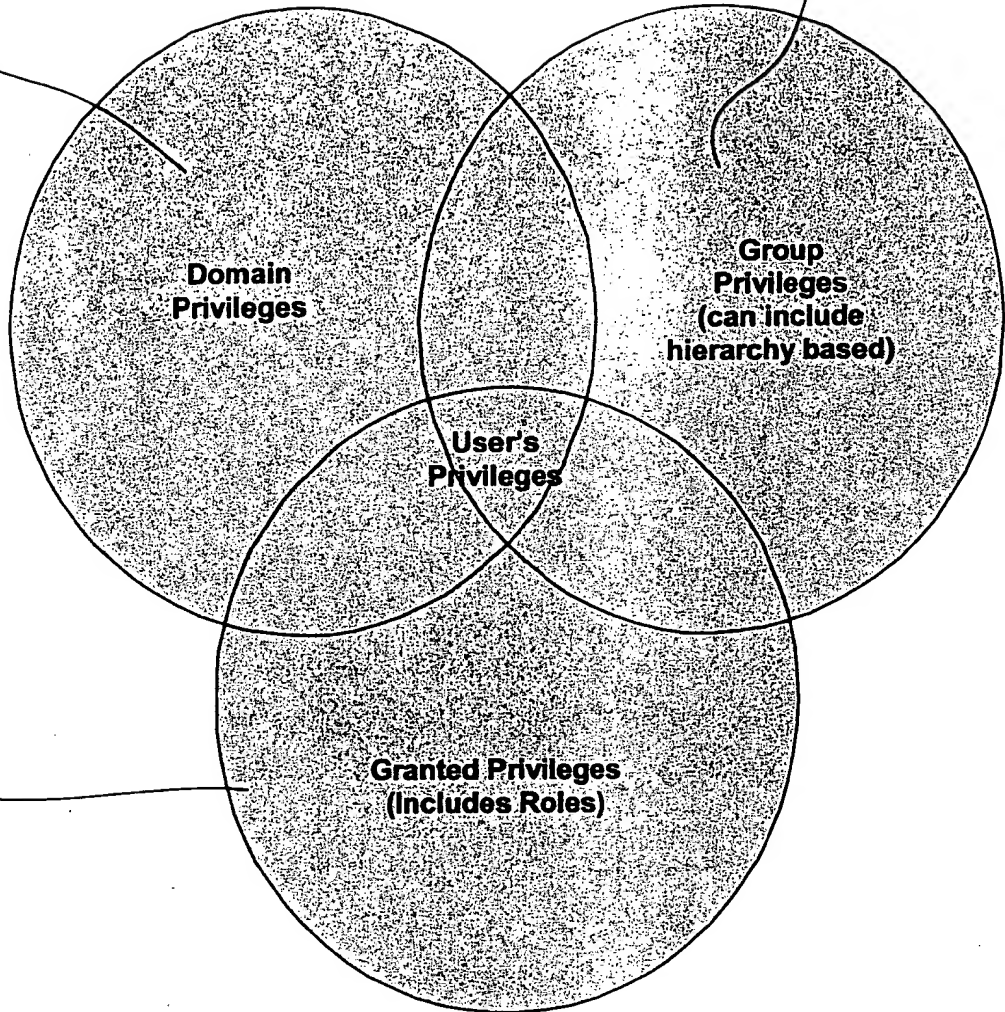 Domain
Privileges
Group
Privileges
(can include
hierarchy based)
User's
Privileges
Granted Privileges
(Includes Roles)